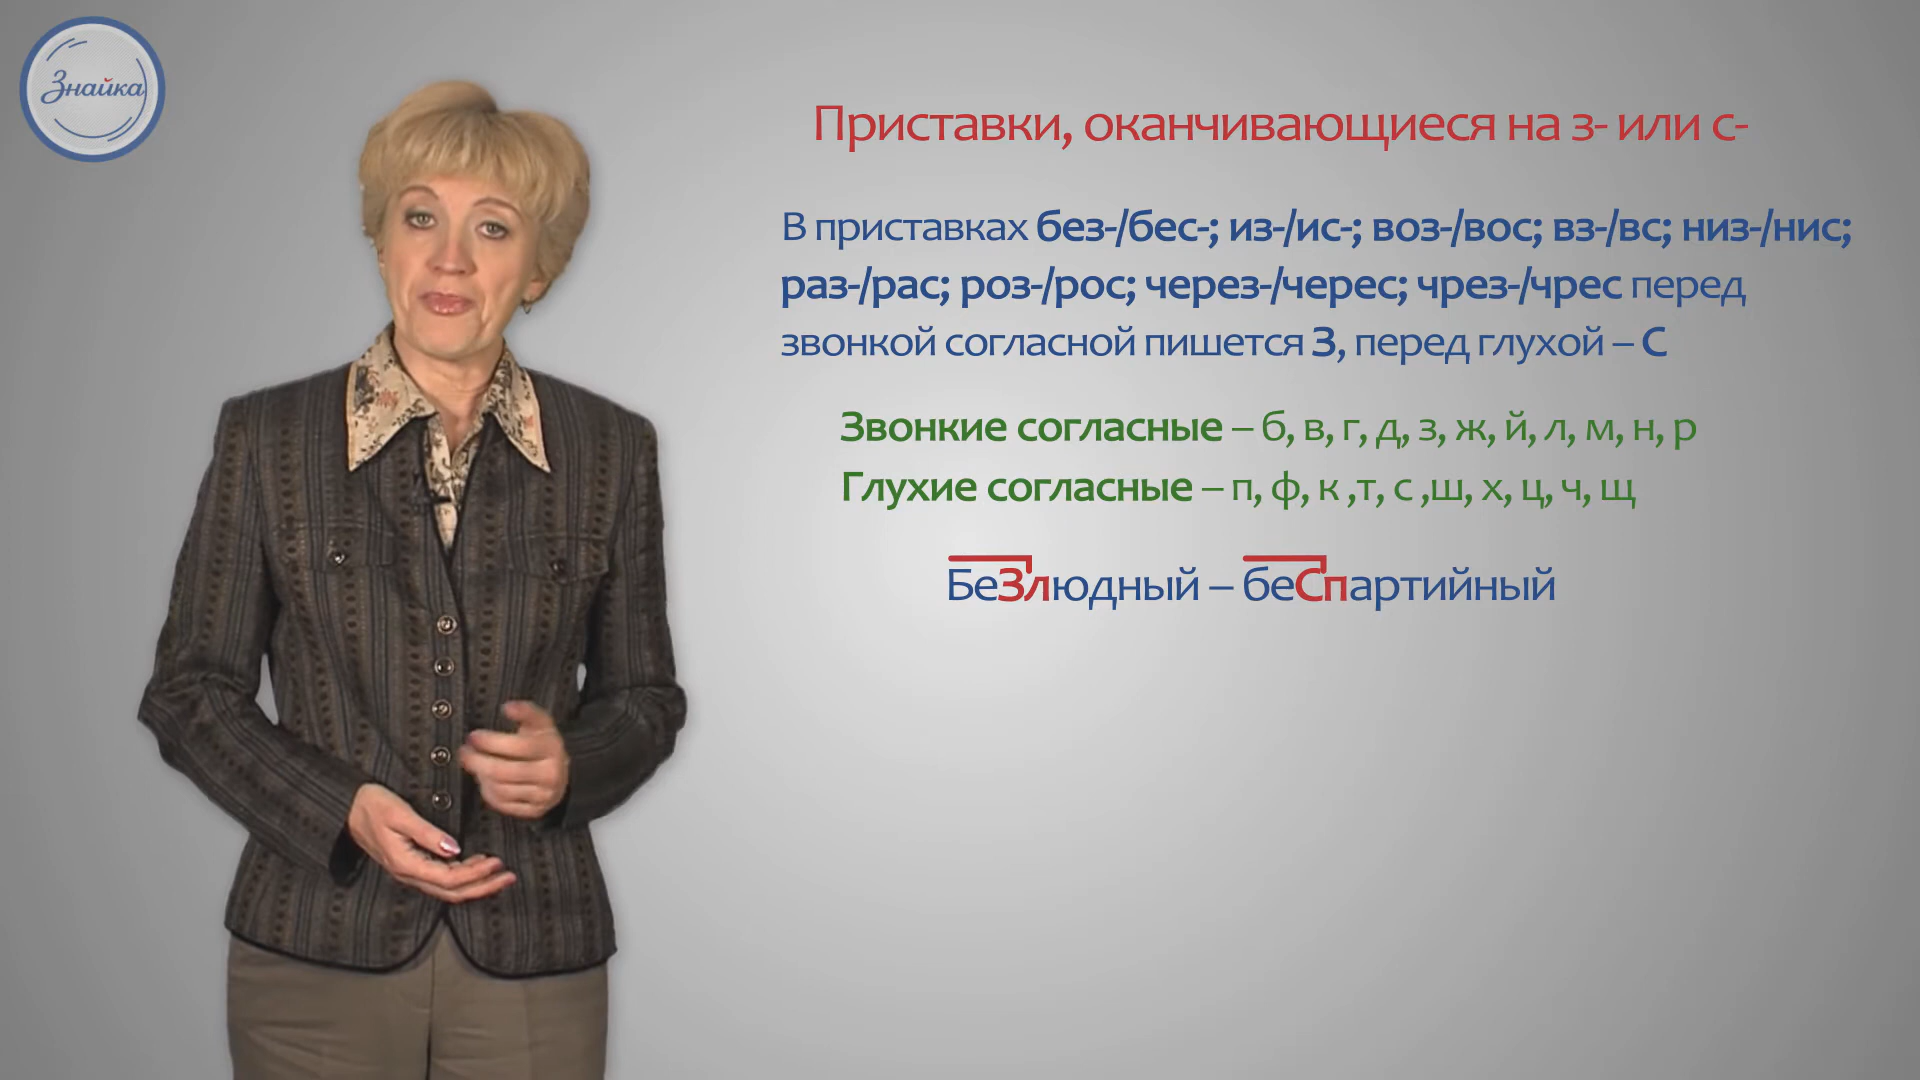 Знайка
Приставки, оканчивающиеся на з- или с-
В приставках без-/бес-; из-/ис-; воз-/вос; вз-/вс; низ-/нис;
раз-/рас; роз-/рос; через-/черес; чрез-/чрес перед
звонкой согласной пишется З, перед глухой – С
Звонкие согласные – б, в, г, д, з, ж, й, л, м, н, р
Глухие согласные – п, ф, к ,т, с ,ш, х, ц, ч, щ
БеЗлюдный – беСпартийный